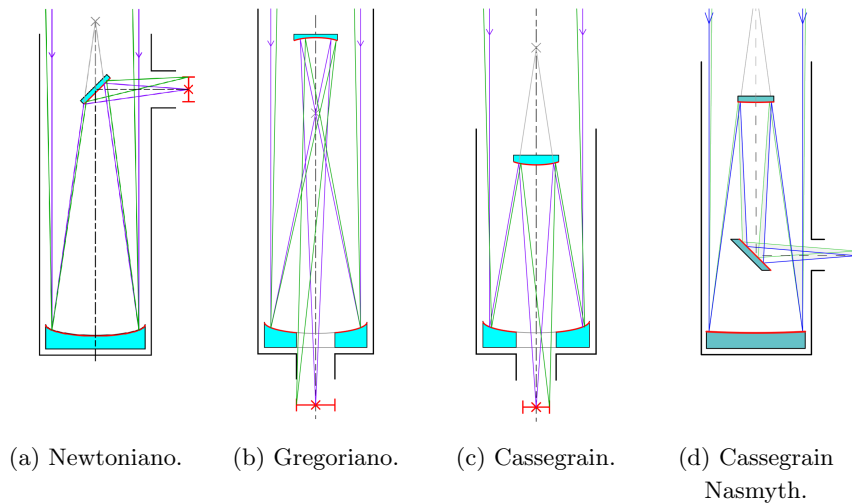 (a) Newtoniano.
(b) Gregoriano.
(c) Cassegrain.
(d) Cassegrain
Nasmyth.